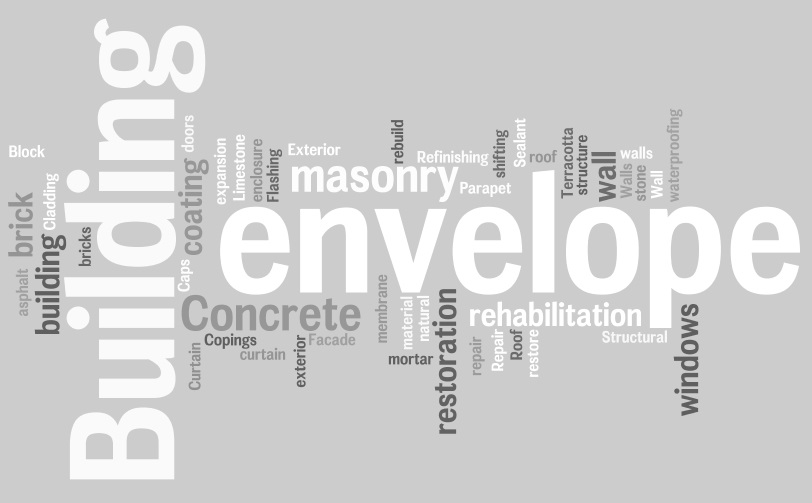 Building
envelope
Block
Cladding
brick
building
bricks
asphalt
Caps
coating
doors
expansion
Limestone
enclosure
Flashing
Exterior
masonry
rebuild
Refinishing
Parapet
shifting
Sealant
roof
Terracotta
structure
wall
walls
Walls
stone
Wall
waterproofing
Concrete
Curtain
Copings
curtain
exterior
Facade
membrane
material
natural
mortar
restoration
rehabilitation
repair
Repair
Roof
restore
Structural
windows